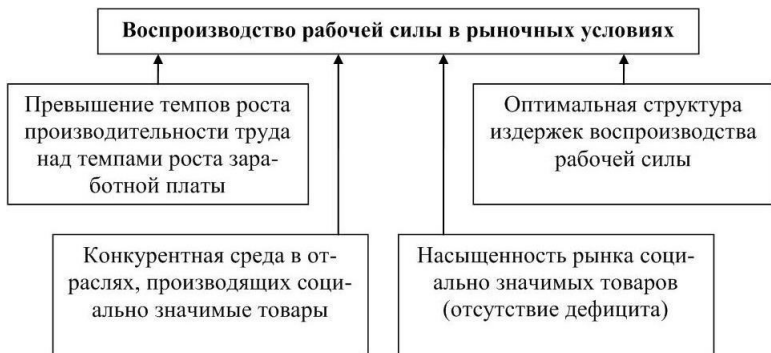 Воспроизводство рабочей силы в рыночных условиях
Превышение темпов роста
производительности труда
над темпами роста зара-
ботной платы
Оптимальная структура
издержек воспроизводства
рабочей силы
Конкурентная среда в от-
раслях, производящих соци-
ально значимые товары
Насыщенность рынка соци-
ально значимых товаров
(отсутствие дефицита)